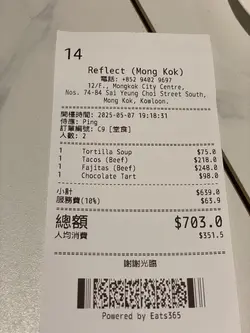 14
Reflect (Mong Kok)
電話: +852 9402 9697
12/F., Mongkok City Centre,
Nos. 74-84 Sai Yeung Choi Street South,
Mong Kok, Kowloon.
開檯時間: 2025-05-07 19:18:31
侍應: Ping
訂單編號: C9 [堂食]
人數: 2
1 Tortilla Soup $75.0
1 Tacos (Beef) $218.0
1 Fajitas (Beef) $248.0
1 Chocolate Tart $98.0
小計 $639.0
服務費(10%) $63.9
總額 $703.0
人均消費 $351.5
謝謝光臨
Powered by Eats365